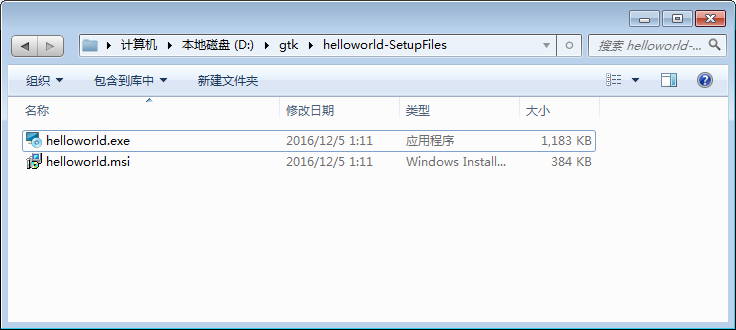 计算机 本地磁盘 (D:) gtk helloworld-SetupFiles 搜索 helloworld-...
组织 包含到库中 新建文件夹
名称 修改日期 类型 大小
helloworld.exe 2016/12/5 1:11 应用程序 1,183 KB
helloworld.msi 2016/12/5 1:11 Windows Install... 384 KB